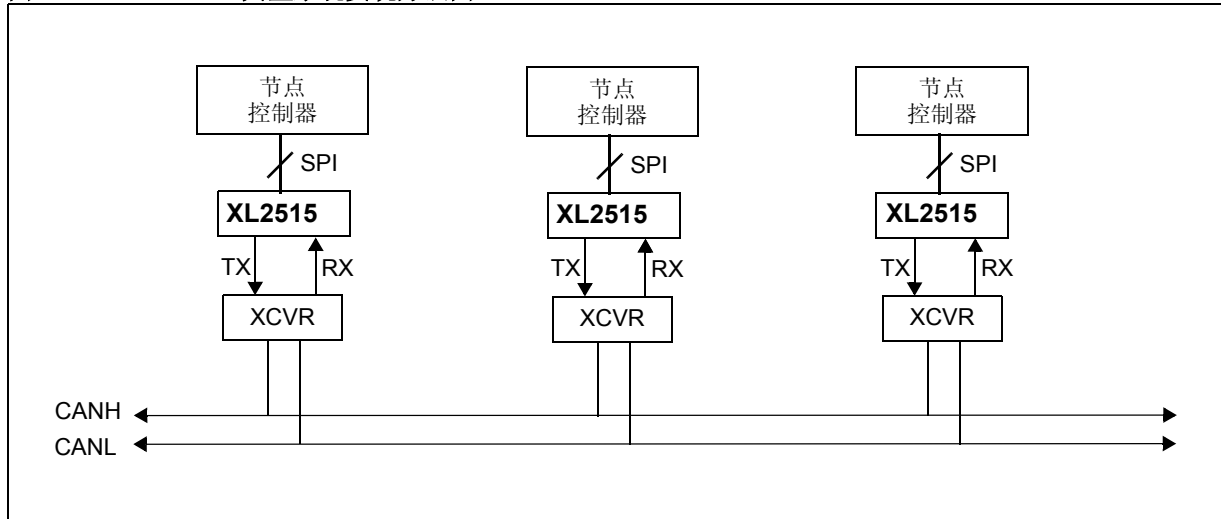 节点 节点 节点
控制器 控制器 控制器
SPI SPI SPI
XL2515 XL2515 XL2515
TX RX TX RX TX RX
XCVR XCVR XCVR
CANH
CANL